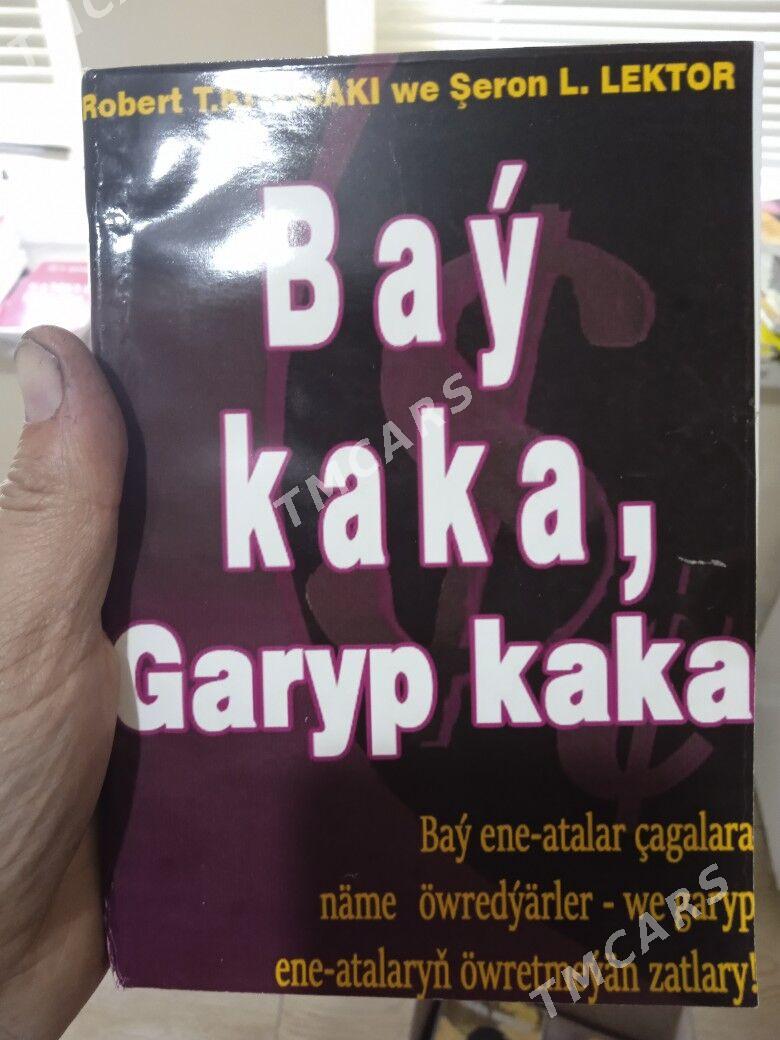 Robert T. we Şeron L. LEKTOR
Baý
kaka,
Garyp kaka
Baý ene-atalar çagalara
näme öwredýärler - we garyp
ene-atalaryň öwretmeýän zatlary!
TMCARS
TMCARS